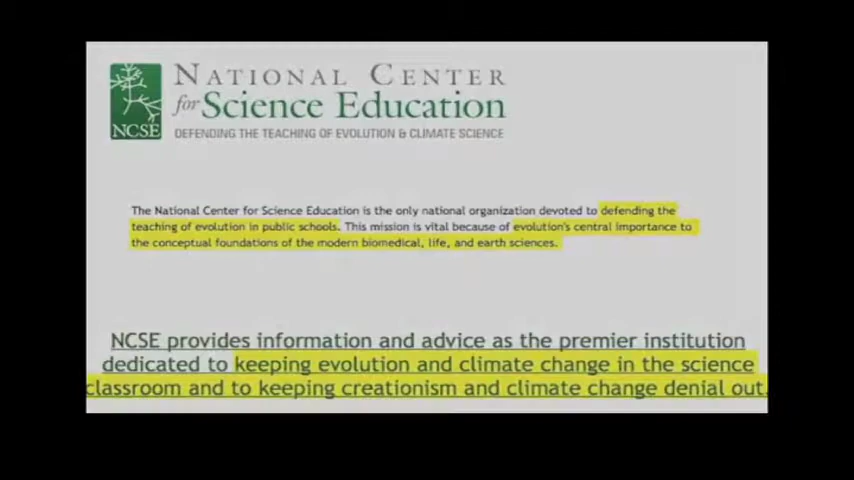 NATIONAL CENTER
for Science Education
NCSE
DEFENDING THE TEACHING OF EVOLUTION & CLIMATE SCIENCE
The National Center for Science Education is the only national organization devoted to defending the
teaching of evolution in public schools. This mission is vital because of evolution's central importance to
the conceptual foundations of the modern biomedical, life, and earth sciences.
NCSE provides information and advice as the premier institution
dedicated to keeping evolution and climate change in the science
classroom and to keeping creationism and climate change denial out.